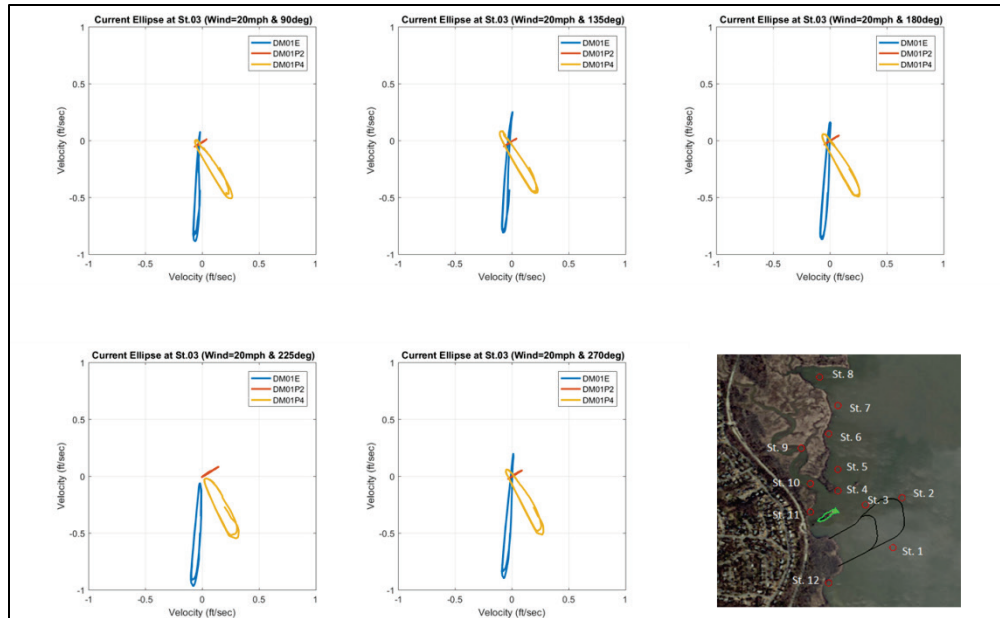 Current Ellipse at St.03 (Wind=20mph & 90deg)
DM01E
DM01P2
DM01P4
1
0.5
0
-0.5
-1
Velocity (ft/sec)
-1 -0.5 0 0.5 1
Velocity (ft/sec)
Current Ellipse at St.03 (Wind=20mph & 135deg)
DM01E
DM01P2
DM01P4
1
0.5
0
-0.5
-1
Velocity (ft/sec)
-1 -0.5 0 0.5 1
Velocity (ft/sec)
Current Ellipse at St.03 (Wind=20mph & 180deg)
DM01E
DM01P2
DM01P4
1
0.5
0
-0.5
-1
Velocity (ft/sec)
-1 -0.5 0 0.5 1
Velocity (ft/sec)
Current Ellipse at St.03 (Wind=20mph & 225deg)
DM01E
DM01P2
DM01P4
1
0.5
0
-0.5
-1
Velocity (ft/sec)
-1 -0.5 0 0.5 1
Velocity (ft/sec)
Current Ellipse at St.03 (Wind=20mph & 270deg)
DM01E
DM01P2
DM01P4
1
0.5
0
-0.5
-1
Velocity (ft/sec)
-1 -0.5 0 0.5 1
Velocity (ft/sec)
St. 8
St. 7
St. 6
St. 9
St. 5
St. 10
St. 4
St. 2
St. 3
St. 11
St. 1
St. 12